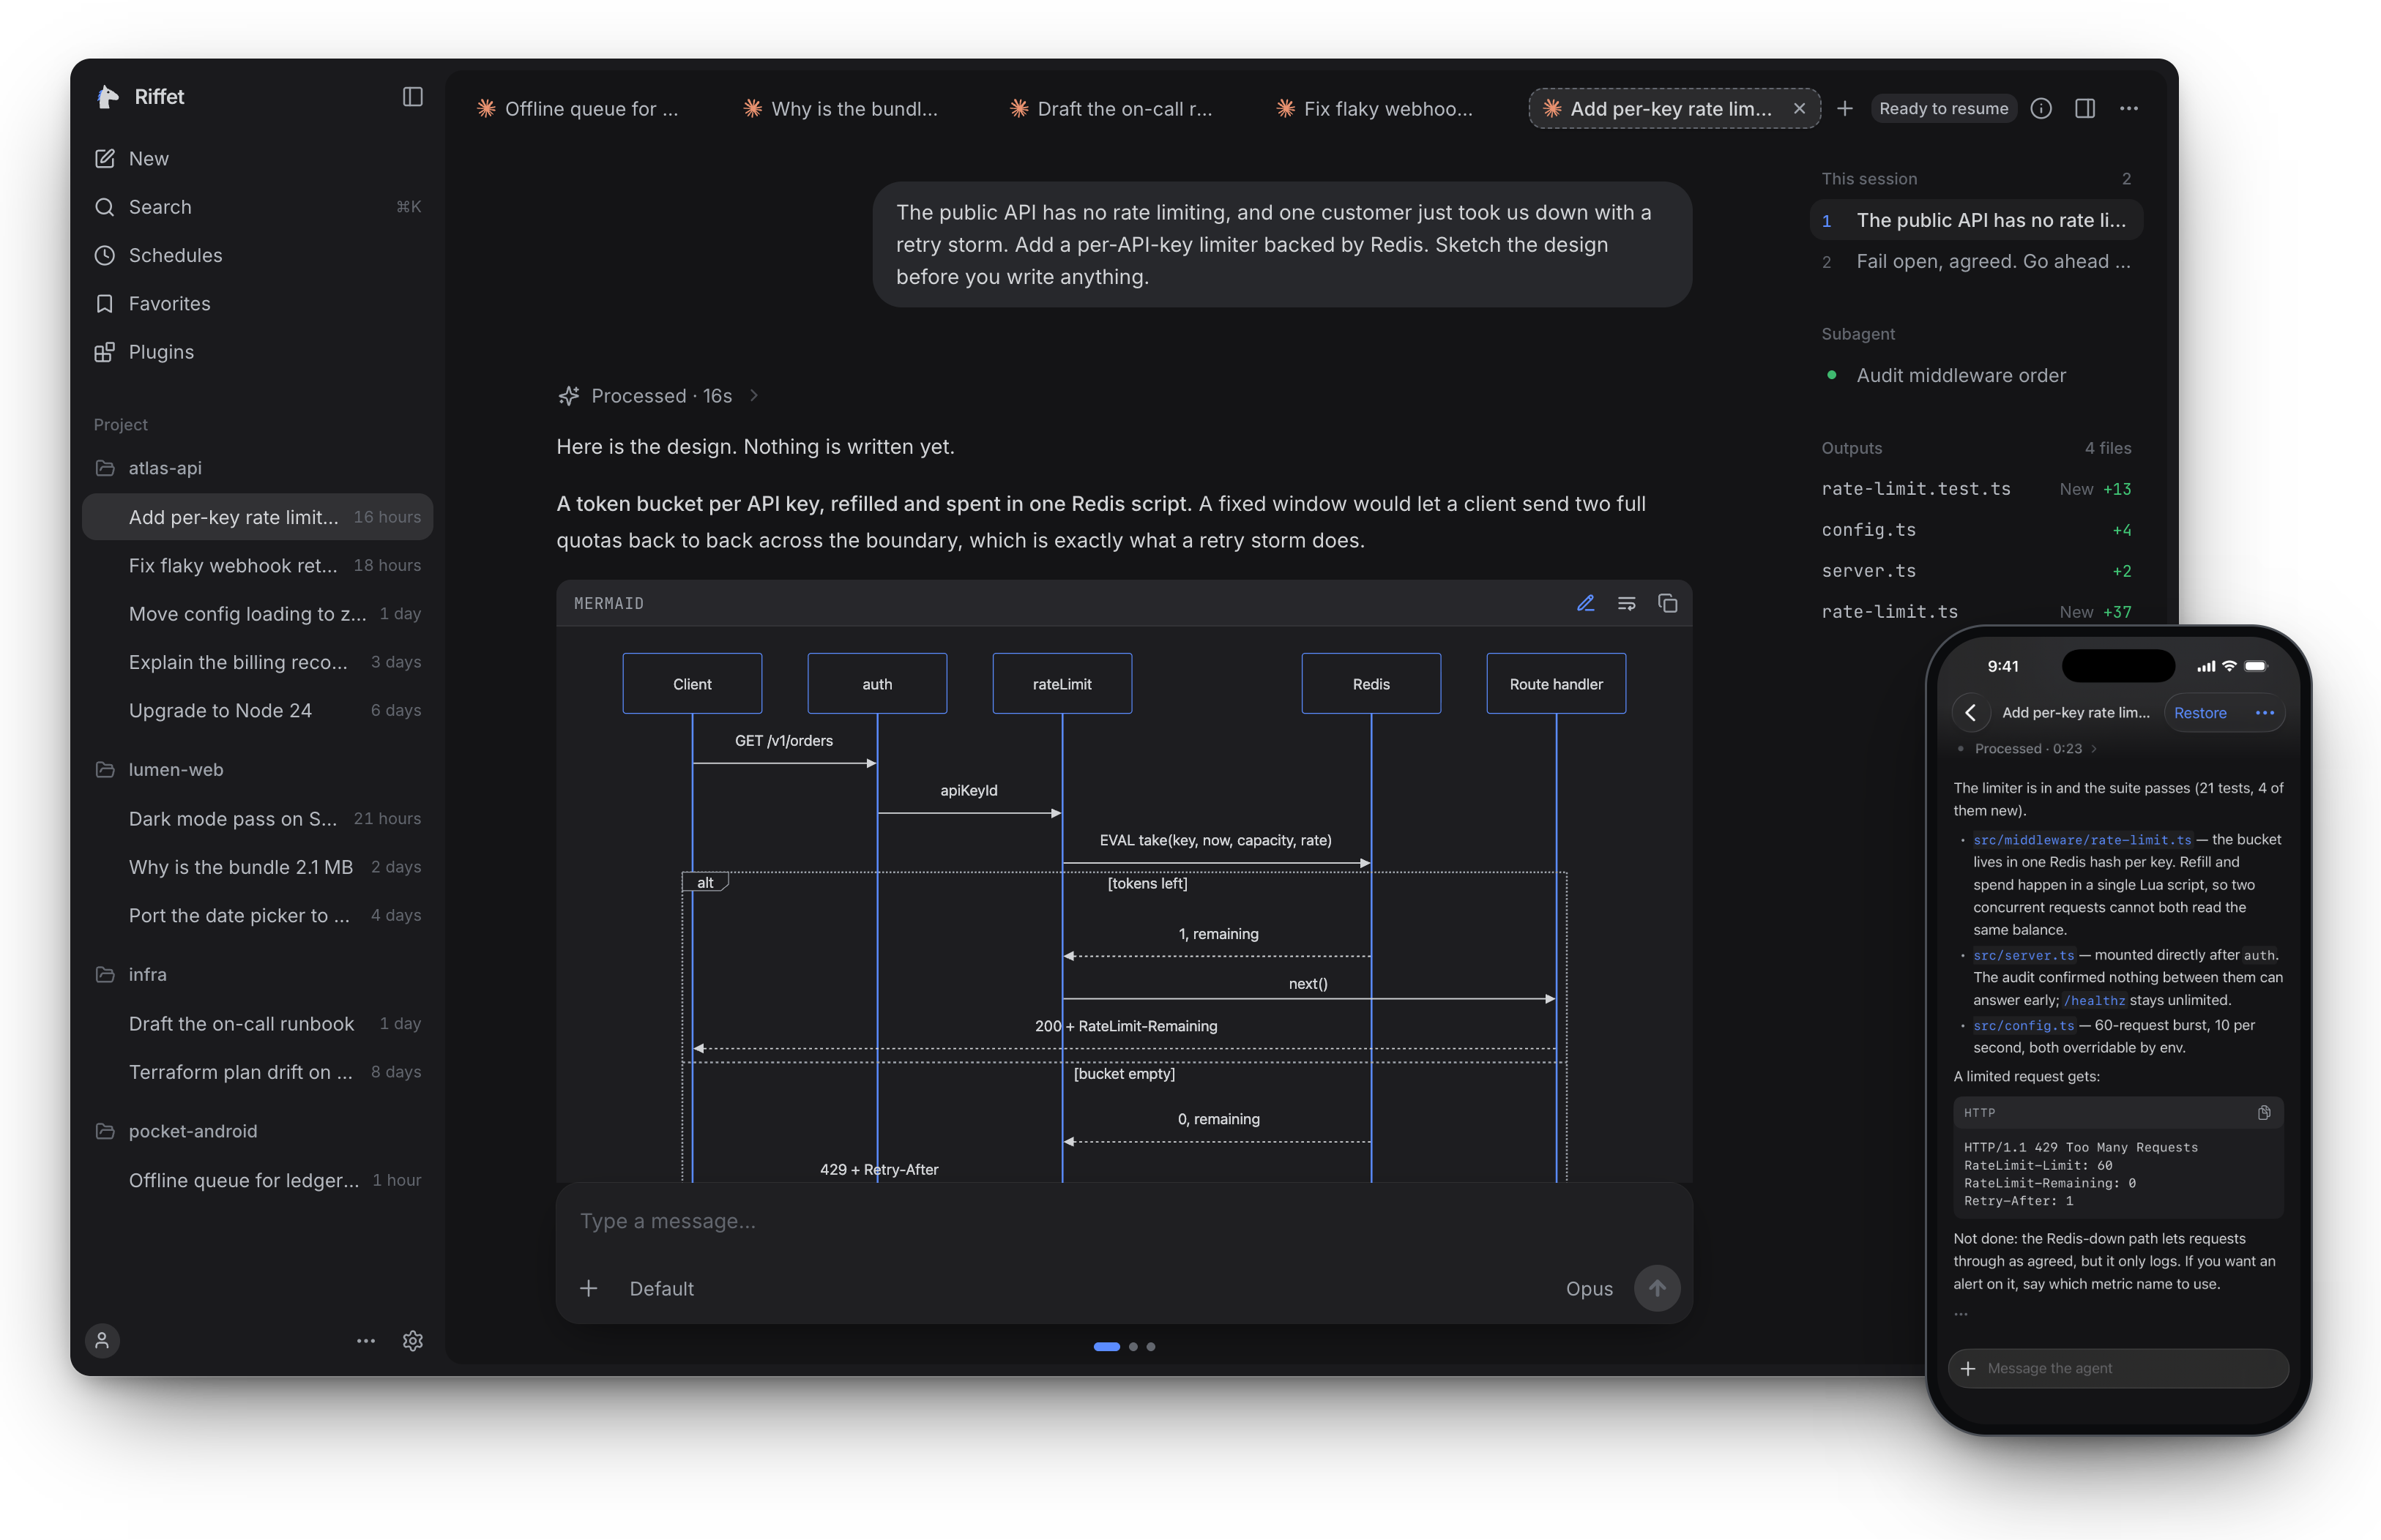 Riffet
New
Search ⌘K
Schedules
Favorites
Plugins
Project
atlas-api
Add per-key rate limit... 16 hours
Fix flaky webhook ret... 18 hours
Move config loading to z... 1 day
Explain the billing reco... 3 days
Upgrade to Node 24 6 days
lumen-web
Dark mode pass on S... 21 hours
Why is the bundle 2.1 MB 2 days
Port the date picker to ... 4 days
infra
Draft the on-call runbook 1 day
Terraform plan drift on ... 8 days
pocket-android
Offline queue for ledger... 1 hour
Offline queue for ... Why is the bundl... Draft the on-call r... Fix flaky webhoo... Add per-key rate lim... Ready to resume
The public API has no rate limiting, and one customer just took us down with a
retry storm. Add a per-API-key limiter backed by Redis. Sketch the design
before you write anything.
Processed · 16s
Here is the design. Nothing is written yet.
A token bucket per API key, refilled and spent in one Redis script. A fixed window would let a client send two full
quotas back to back across the boundary, which is exactly what a retry storm does.
MERMAID
Client auth rateLimit Redis Route handler
GET /v1/orders
apiKeyId
EVAL take(key, now, capacity, rate)
alt [tokens left]
1, remaining
next()
200 + RateLimit-Remaining
[bucket empty]
0, remaining
429 + Retry-After
Type a message...
Default Opus
This session 2
1 The public API has no rate li...
2 Fail open, agreed. Go ahead ...
Subagent
Audit middleware order
Outputs 4 files
rate-limit.test.ts New +13
config.ts +4
server.ts +2
rate-limit.ts New +37
9:41
Add per-key rate lim... Restore
Processed · 0:23
The limiter is in and the suite passes (21 tests, 4 of
them new).
• src/middleware/rate-limit.ts — the bucket
lives in one Redis hash per key. Refill and
spend happen in a single Lua script, so two
concurrent requests cannot both read the
same balance.
• src/server.ts — mounted directly after auth.
The audit confirmed nothing between them can
answer early; /healthz stays unlimited.
• src/config.ts — 60-request burst, 10 per
second, both overridable by env.
A limited request gets:
HTTP
HTTP/1.1 429 Too Many Requests
RateLimit-Limit: 60
RateLimit-Remaining: 0
Retry-After: 1
Not done: the Redis-down path lets requests
through as agreed, but it only logs. If you want an
alert on it, say which metric name to use.
Message the agent